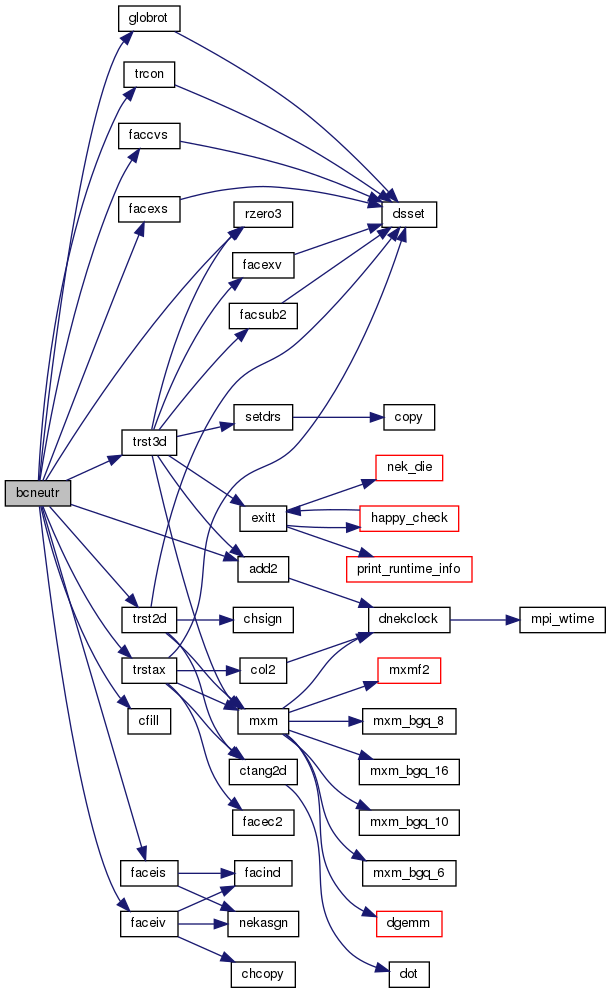 globrot
trcon
faccvs
facexs
rzero3
dsset
facexv
facsub2
setdrs
copy
trst3d
nek_die
bcneutr
exitt
happy_check
add2
print_runtime_info
trst2d
chsign
dnekclock
mpi_wtime
trstax
col2
mxmf2
cfill
mxm
mxm_bgq_8
ctang2d
mxm_bgq_16
facec2
mxm_bgq_10
faceis
facind
mxm_bgq_6
faceiv
nekasgn
dgemm
chcopy
dot